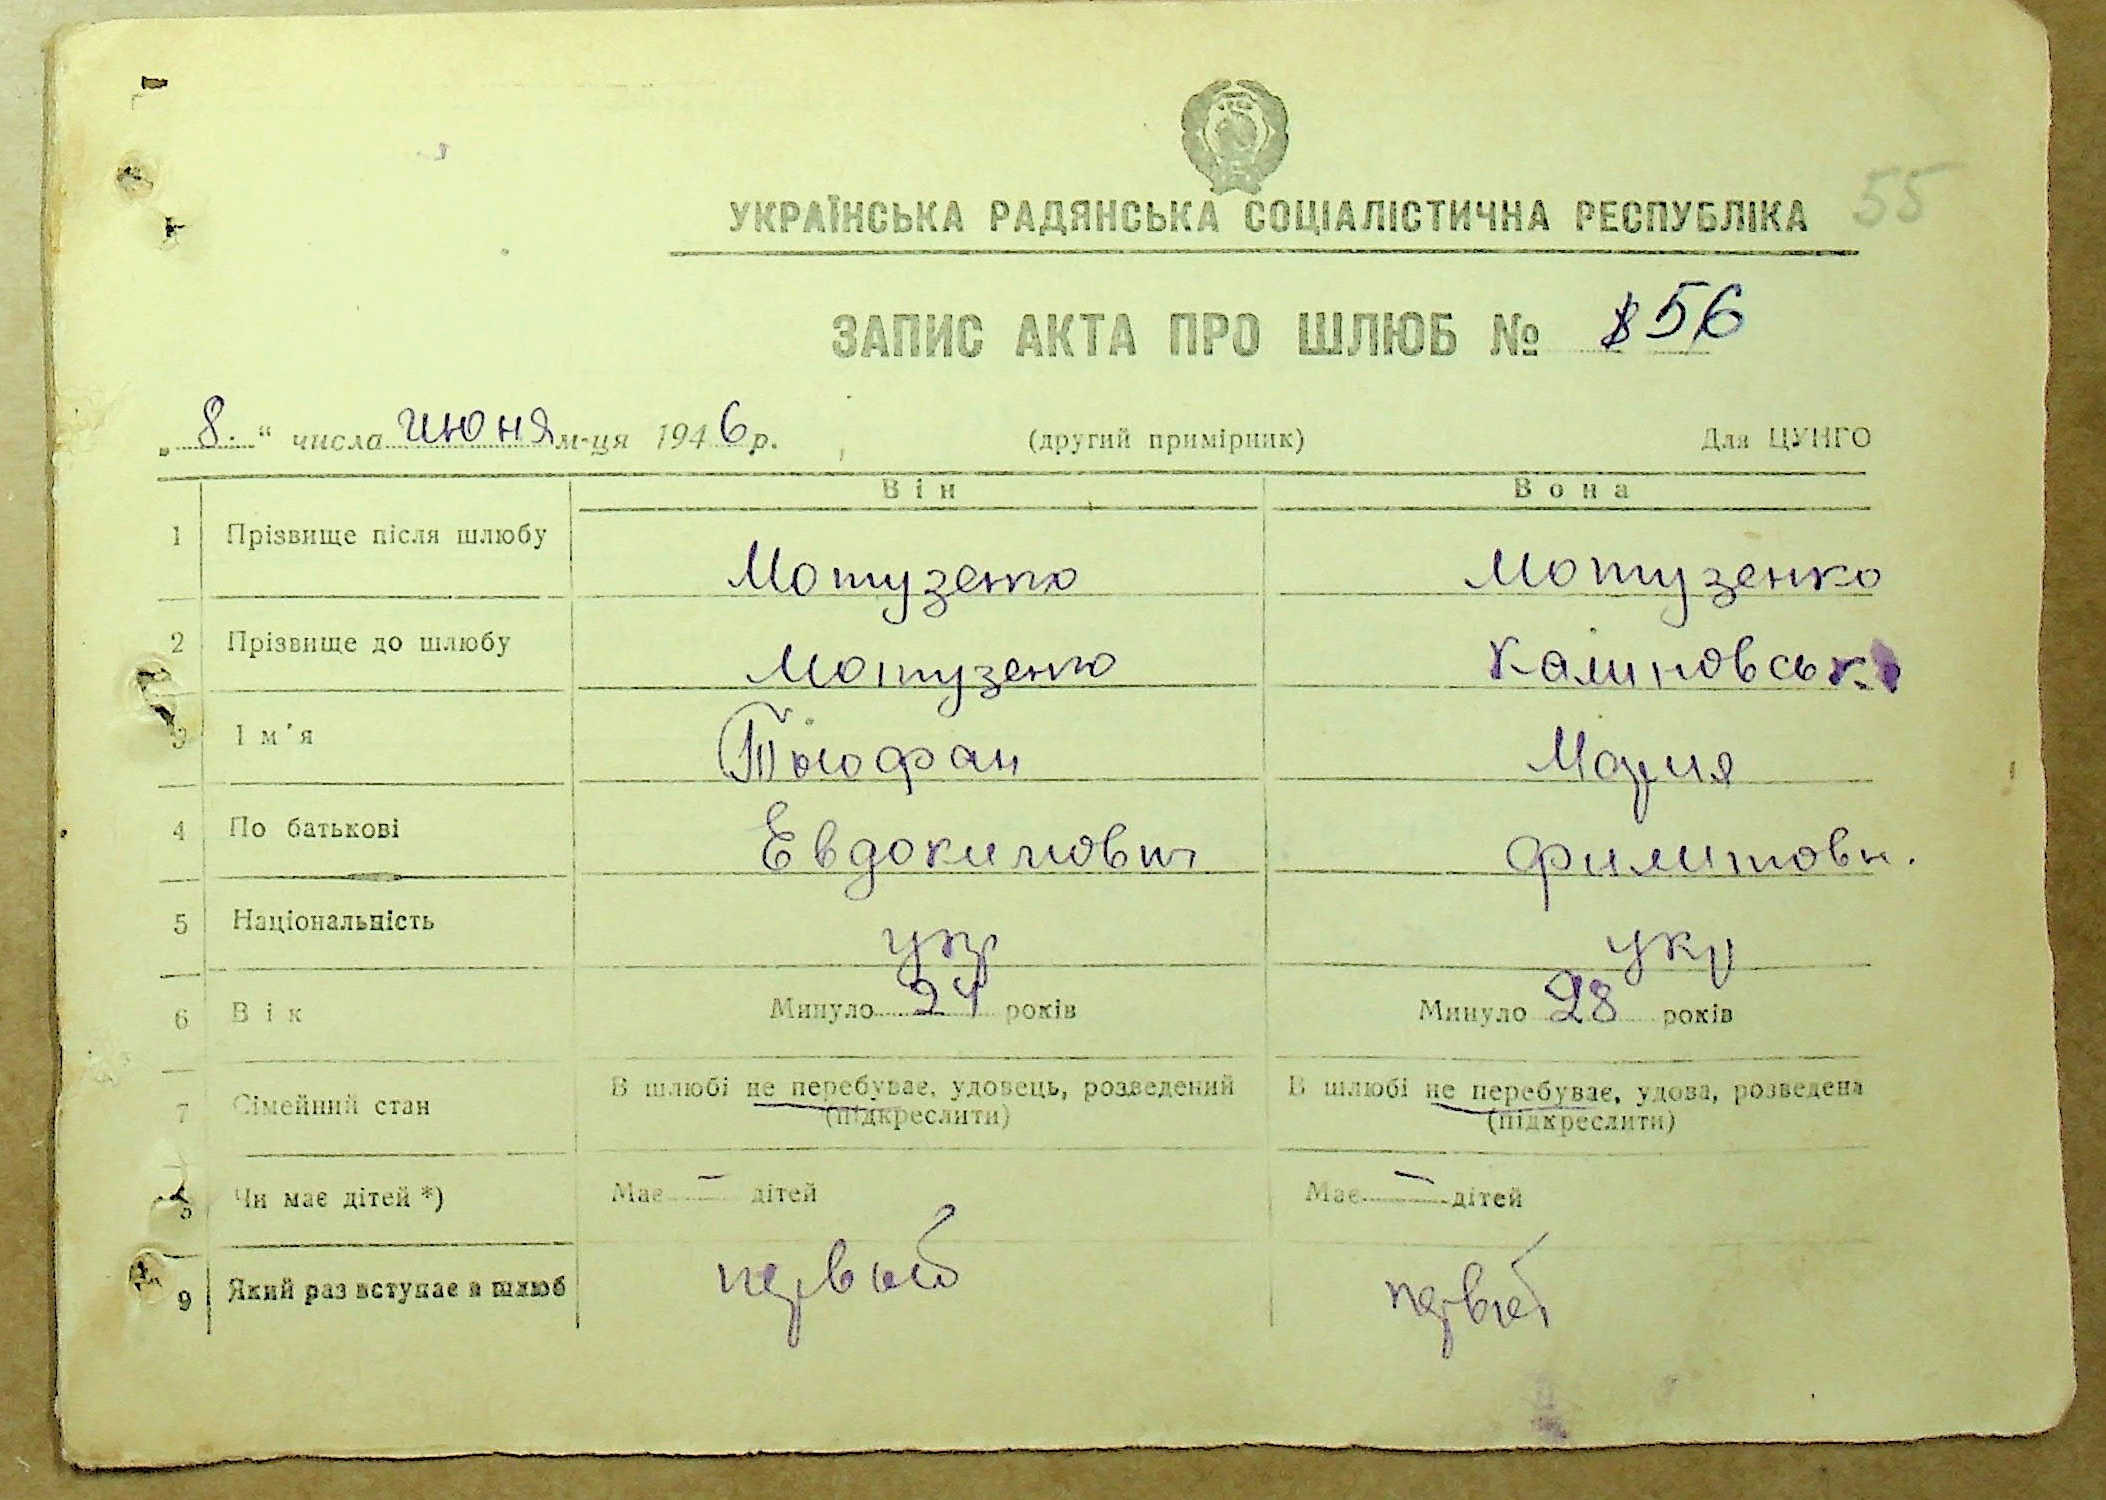 55
УКРАЇНСЬКА РАДЯНСЬКА СОЦІАЛІСТИЧНА РЕСПУБЛІКА
ЗАПИС АКТА ПРО ШЛЮБ № 56
„8.“ числа июня м-ця 1946 р. (другий примірник) Для ЦУНГО
Він Вона
1 Прізвище після шлюбу Мотузенко Мотузенко
2 Прізвище до шлюбу Мотузенко Калиновська
3 Ім'я Мария
4 По батькові Евдокимович Филитовн.
5 Національність укр укр
6 Вік Минуло 24 років Минуло 28 років
7 Сімейний стан В шлюбі не перебуває, удовець, розведений В шлюбі не перебуває, удова, розведена
(підкреслити) (підкреслити)
8 Чи має дітей *) Має — дітей Має — дітей
9 Який раз вступає в шлюб первый первый